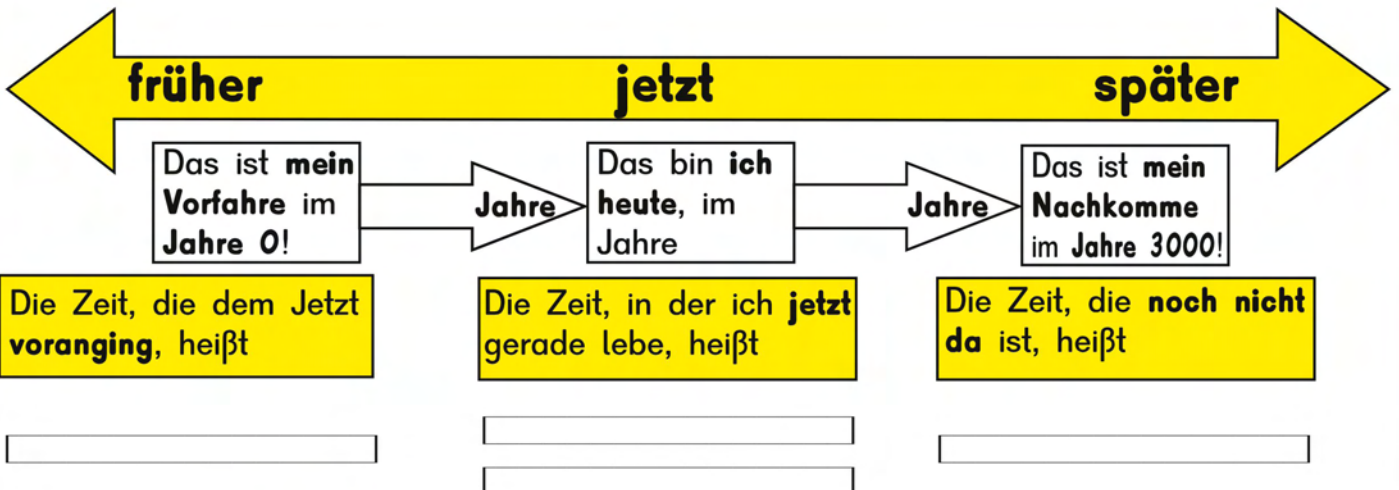 früher jetzt später
Das ist mein
Vorfahre im
Jahre 0!
Jahre
Das bin ich
heute, im
Jahre
Jahre
Das ist mein
Nachkomme
im Jahre 3000!
Die Zeit, die dem Jetzt
voranging, heißt
Die Zeit, in der ich jetzt
gerade lebe, heißt
Die Zeit, die noch nicht
da ist, heißt